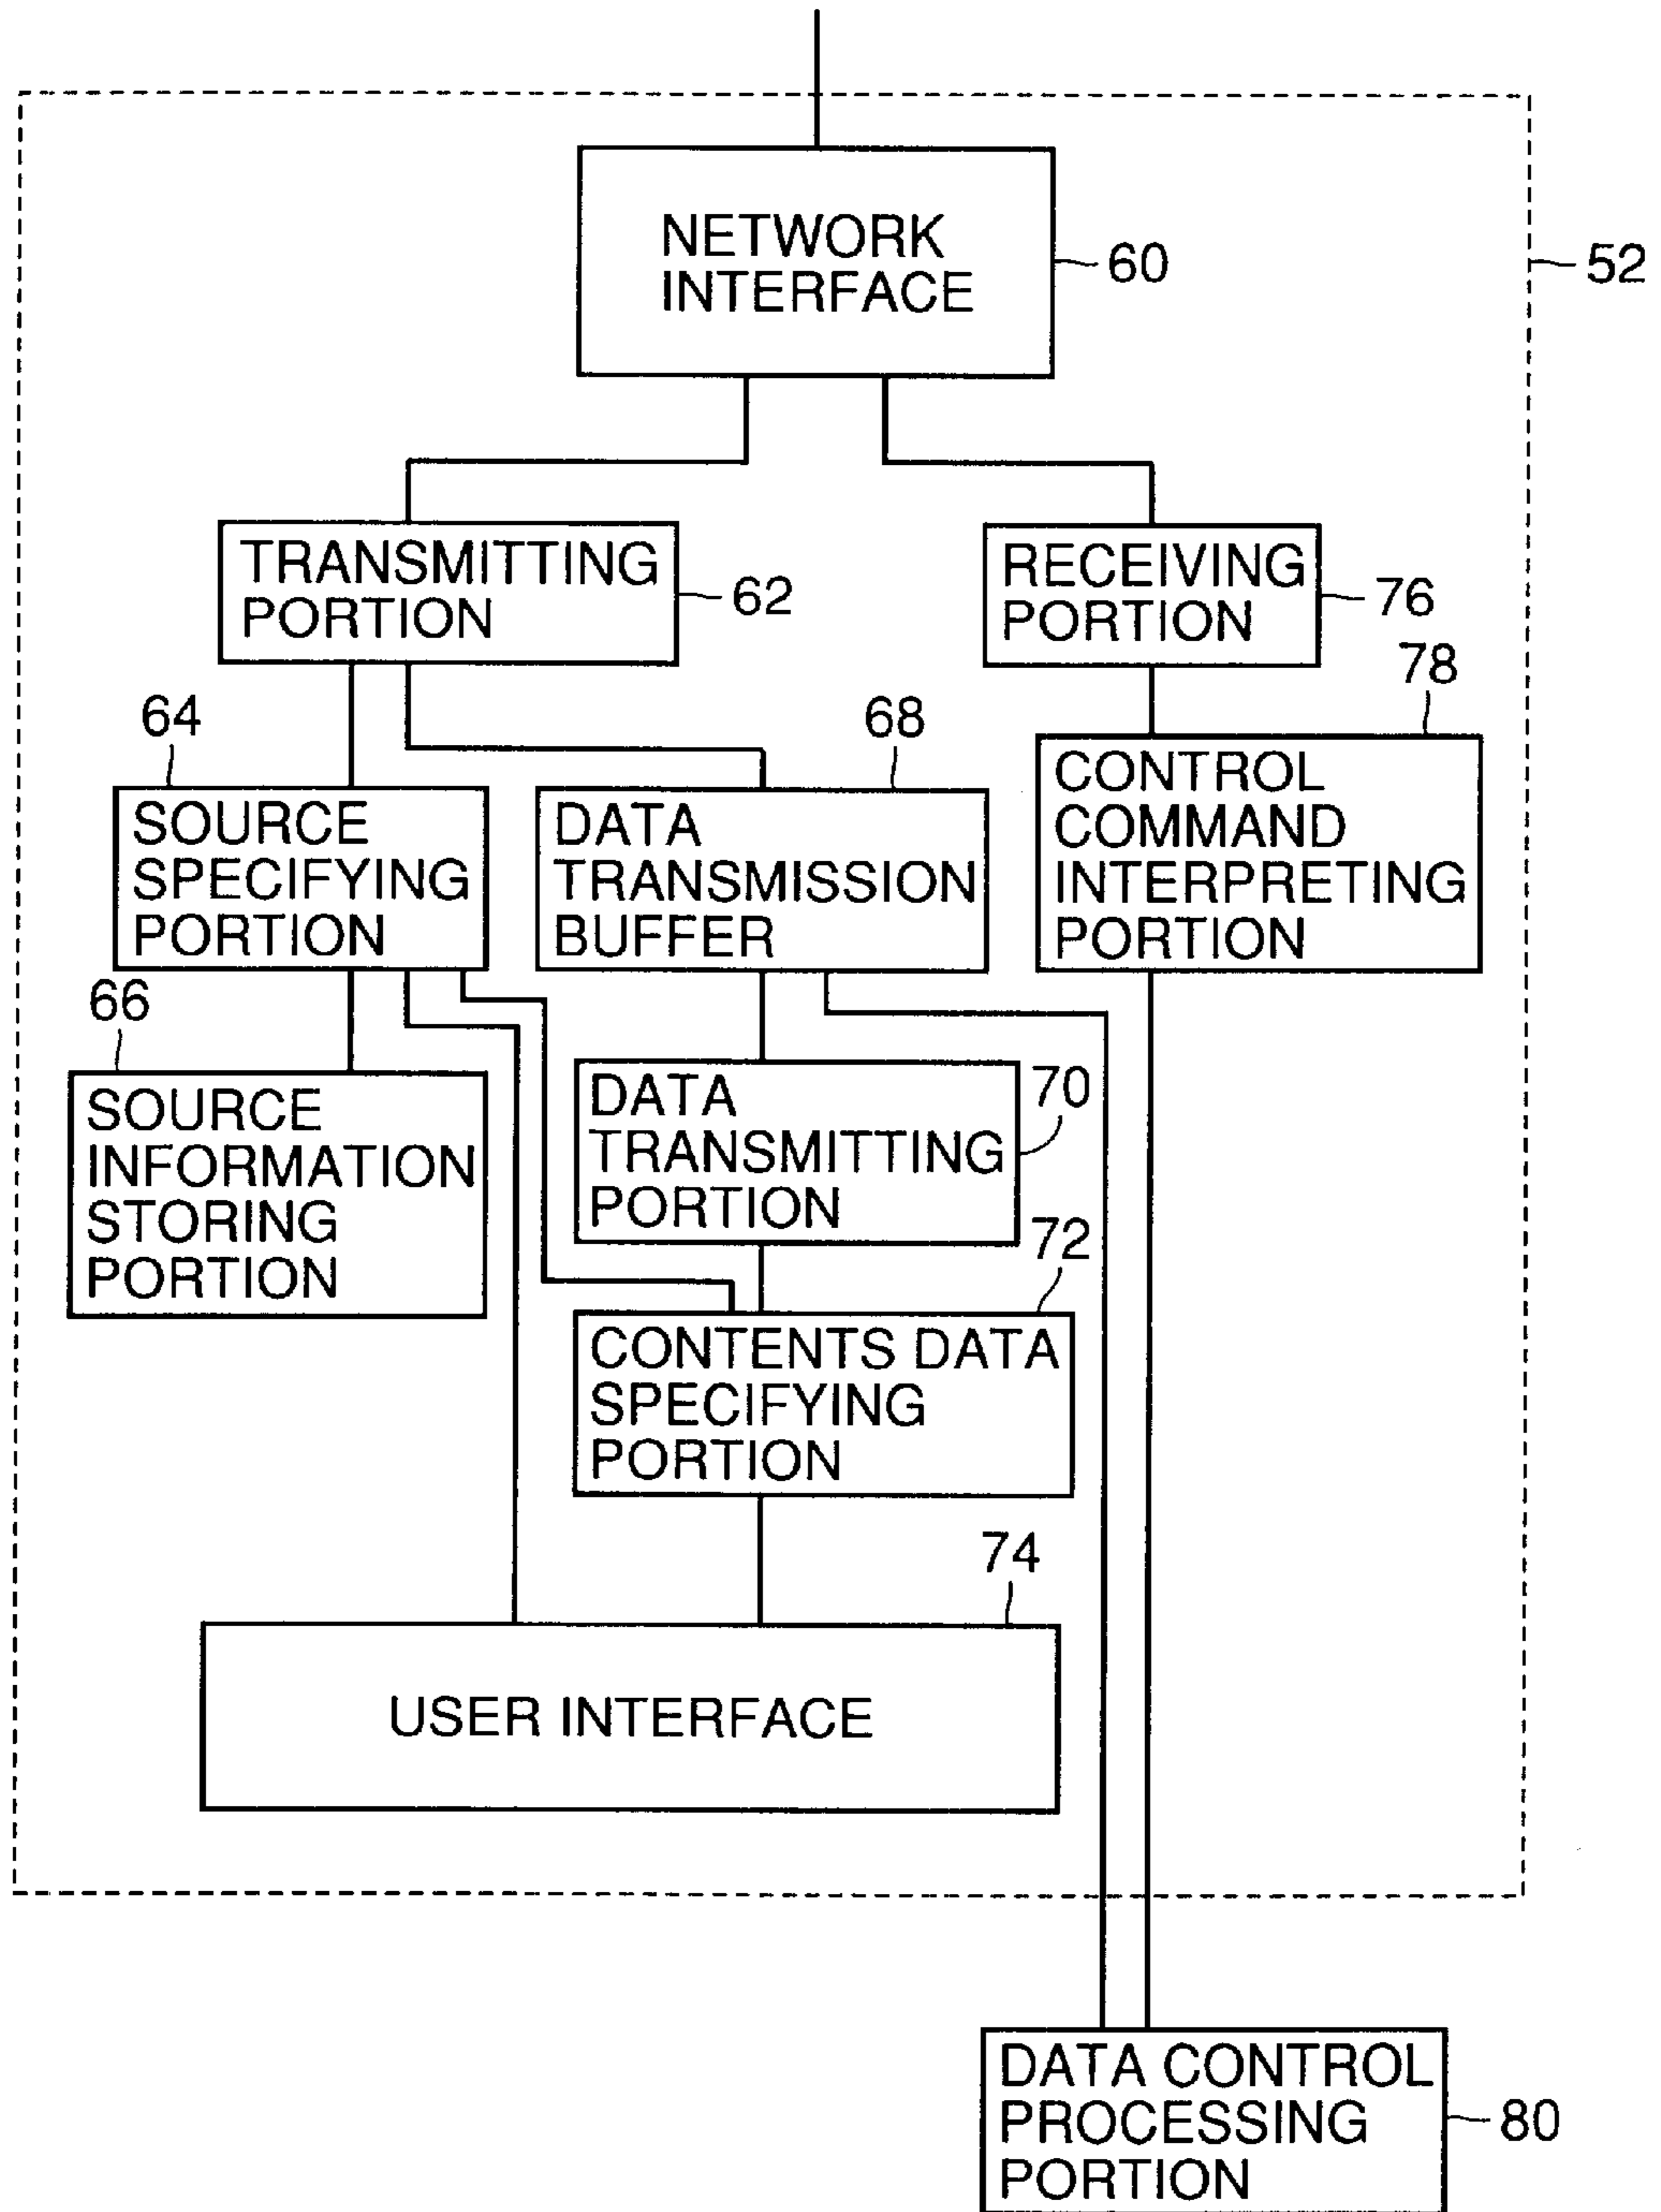 NETWORK
INTERFACE
60
52
TRANSMITTING
PORTION
62
RECEIVING
PORTION
76
78
64
68
SOURCE
SPECIFYING
PORTION
DATA
TRANSMISSION
BUFFER
CONTROL
COMMAND
INTERPRETING
PORTION
66
SOURCE
INFORMATION
STORING
PORTION
DATA
TRANSMITTING
PORTION
70
72
CONTENTS DATA
SPECIFYING
PORTION
74
USER INTERFACE
DATA CONTROL
PROCESSING
PORTION
80